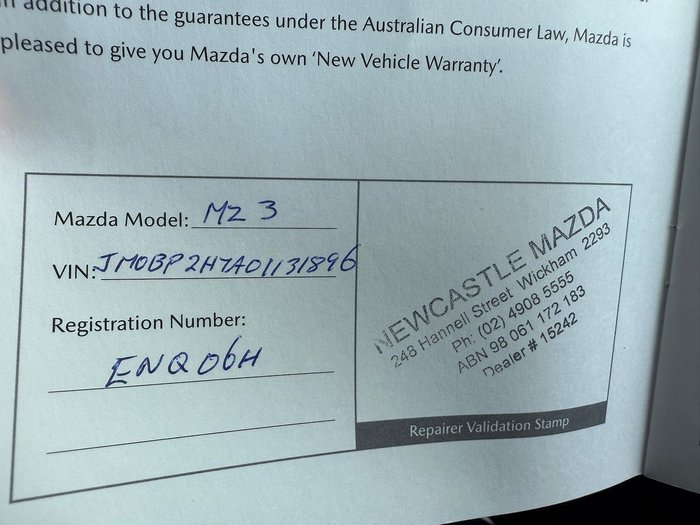 addition to the guarantees under the Australian Consumer Law, Mazda is
pleased to give you Mazda's own ‘New Vehicle Warranty’.
Mazda Model: MZ 3
VIN: JM0BP2H7A01131896
Registration Number:
ENQ06H
NEWCASTLE MAZDA
248 Hannell Street Wickham 2293
Ph: (02) 4908 5555
ABN 98 061 172 183
Dealer # 15242
Repairer Validation Stamp